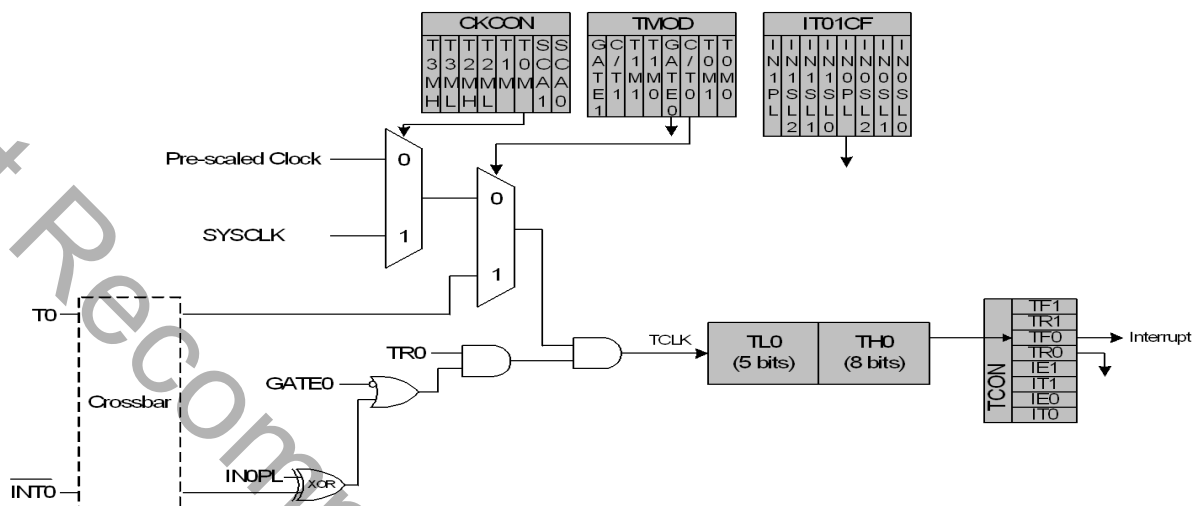 CKCON
T3MH T3ML T2MH T2ML T1M T0M SCA1 SCA0
TMOD
GATE1 C/T1 T1M1 T1M0 GATE0 C/T0 T0M1 T0M0
IT01CF
IN1PL IN1SL2 IN1SL1 IN1SL0 IN0PL IN0SL2 IN0SL1 IN0SL0
Pre-scaled Clock
0
SYSCLK
1
0
1
T0
Crossbar
INT0
TR0
GATE0
IN0PL
XOR
TCLK
TL0
(5 bits)
TH0
(8 bits)
TCON
TF1
TR1
TF0
TR0
IE1
IT1
IE0
IT0
Interrupt